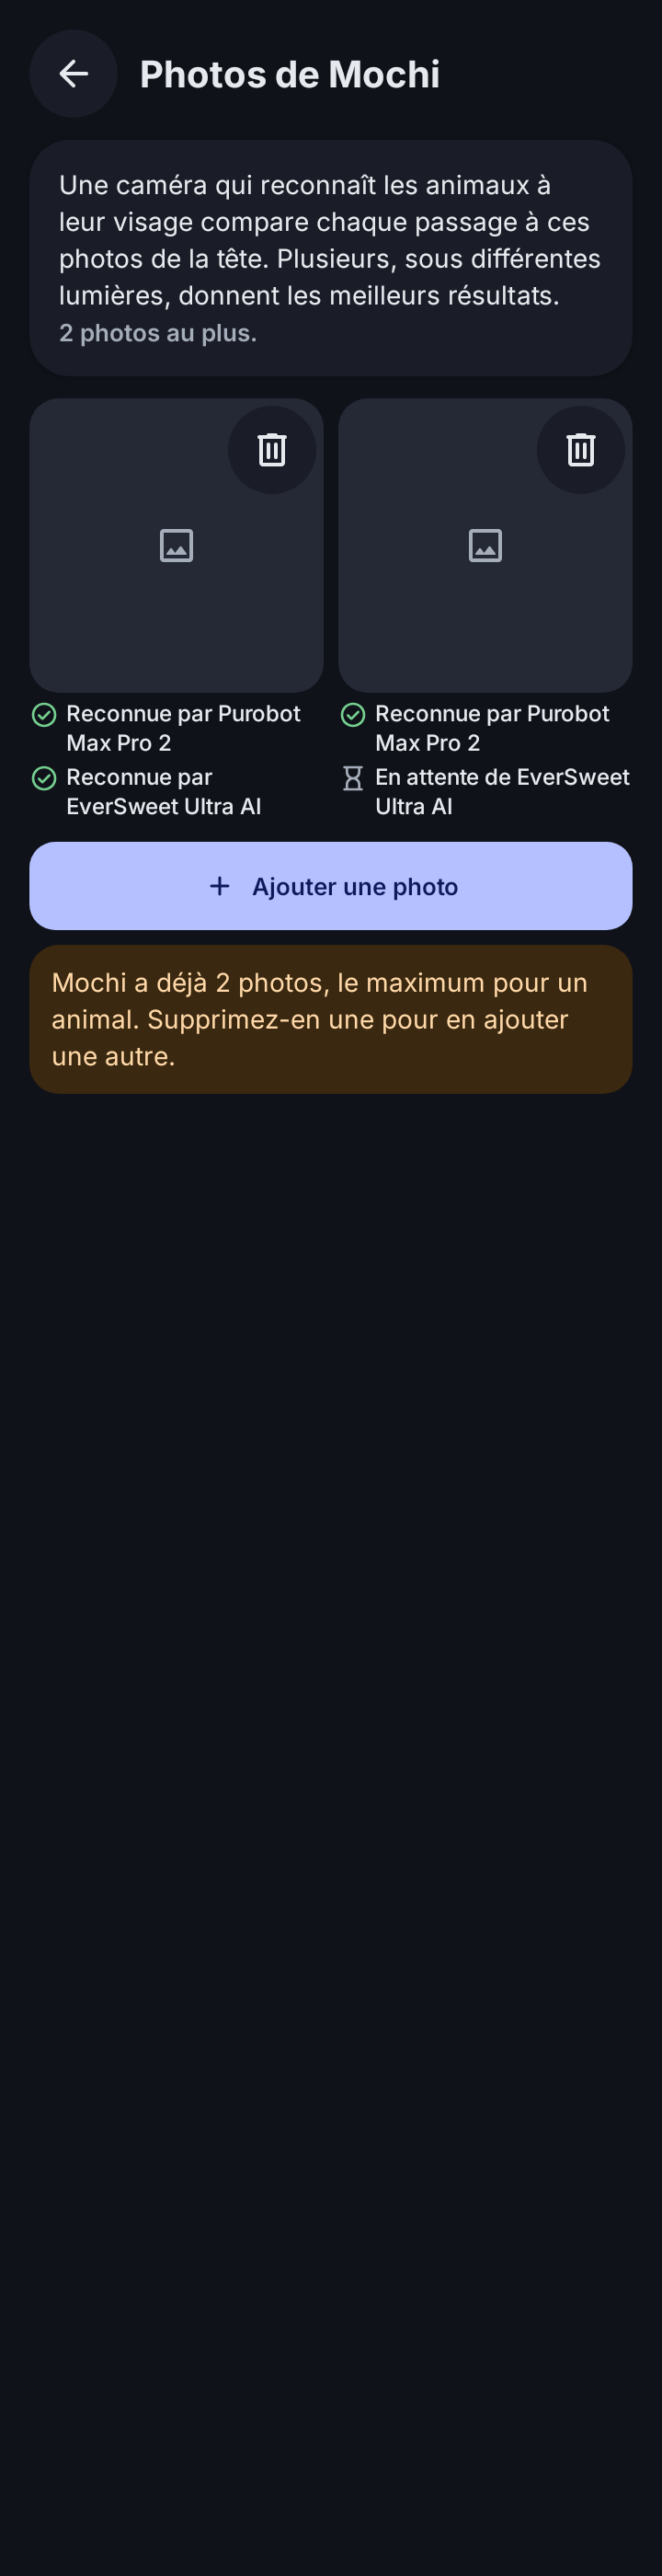 Photos de Mochi
Une caméra qui reconnaît les animaux à
leur visage compare chaque passage à ces
photos de la tête. Plusieurs, sous différentes
lumières, donnent les meilleurs résultats.
2 photos au plus.
Reconnue par Purobot
Max Pro 2
Reconnue par
EverSweet Ultra AI
Reconnue par Purobot
Max Pro 2
En attente de EverSweet
Ultra AI
Ajouter une photo
Mochi a déjà 2 photos, le maximum pour un
animal. Supprimez-en une pour en ajouter
une autre.